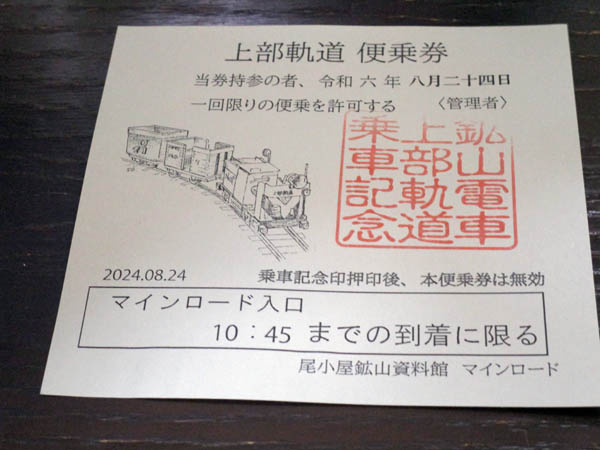 上部軌道 便乗券
当券持参の者、令和 六 年 八月二十四日
一回限りの便乗を許可する 〈管理者〉
鉱山電車
上部軌道
乗車記念
2024.08.24 乗車記念印押印後、本便乗券は無効
マインロード入口
10：45 までの到着に限る
尾小屋鉱山資料館 マインロード